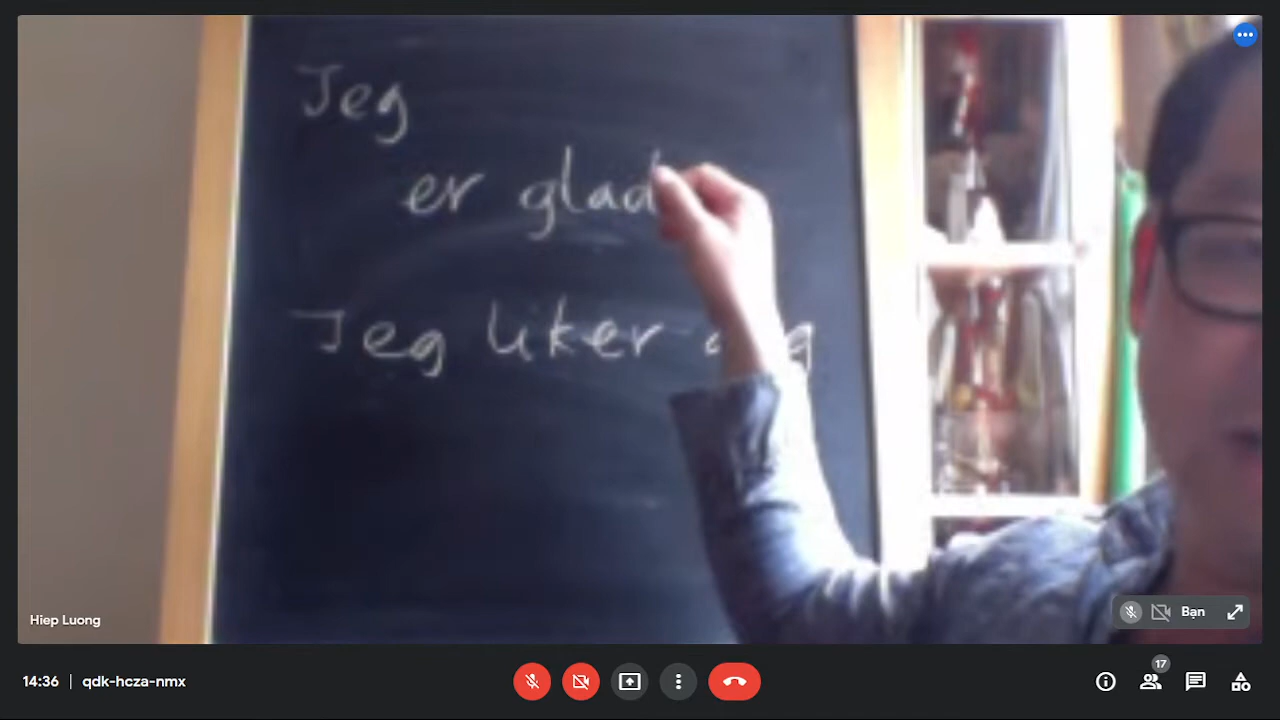 Jeg
er glad
Jeg liker
Hiep Luong
Bạn
14:36 | qdk-hcza-nmx
17